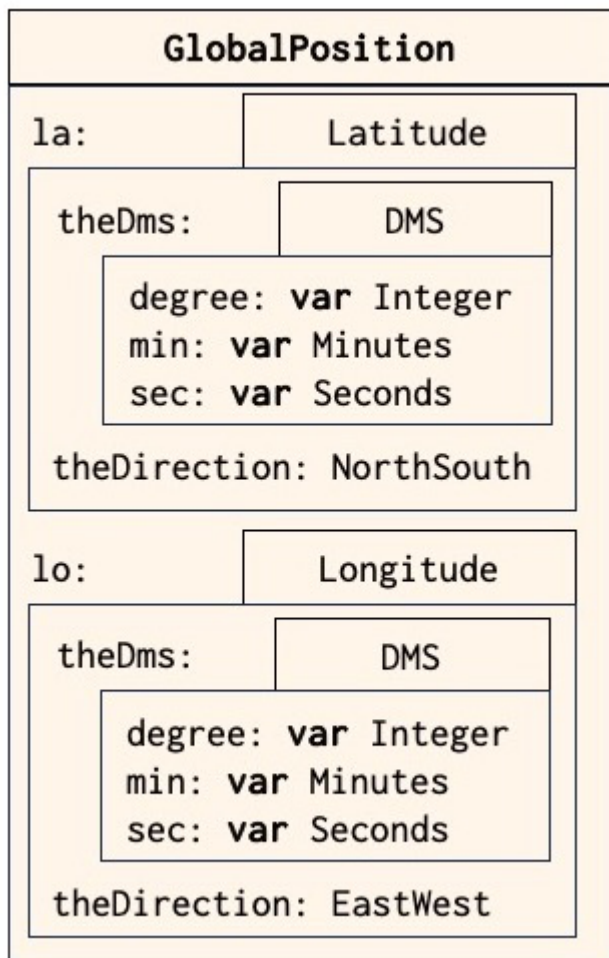 GlobalPosition
la: Latitude
theDms: DMS
degree: var Integer
min: var Minutes
sec: var Seconds
theDirection: NorthSouth
lo: Longitude
theDms: DMS
degree: var Integer
min: var Minutes
sec: var Seconds
theDirection: EastWest